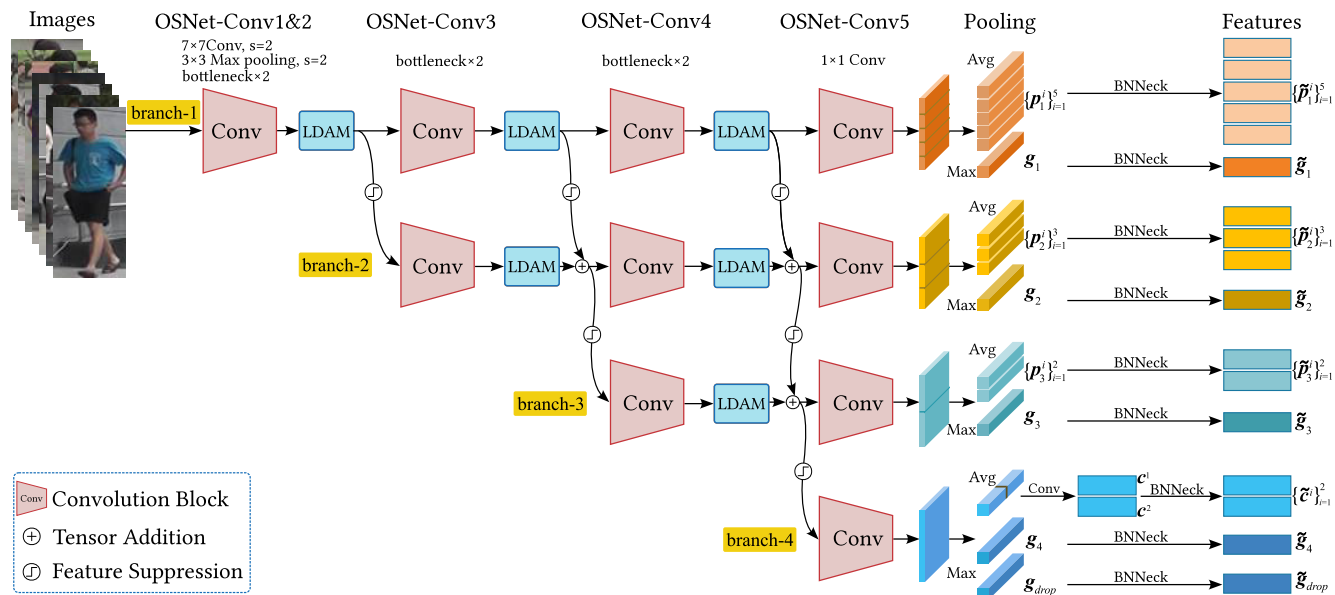 Images
OSNet-Conv1&2
OSNet-Conv3
OSNet-Conv4
OSNet-Conv5
Pooling
Features
7×7Conv, s=2
3×3 Max pooling, s=2
bottleneck×2
bottleneck×2
bottleneck×2
1×1 Conv
Avg
BNNeck
{p₁ⁱ}⁵ᵢ₌₁
{p̃₁ⁱ}⁵ᵢ₌₁
branch-1
Conv
LDAM
Conv
LDAM
Conv
LDAM
Conv
Max
g₁
BNNeck
g̃₁
Avg
{p₂ⁱ}³ᵢ₌₁
BNNeck
{p̃₂ⁱ}³ᵢ₌₁
branch-2
Conv
LDAM
Conv
LDAM
Conv
Max
g₂
BNNeck
g̃₂
Avg
{p₃ⁱ}²ᵢ₌₁
BNNeck
{p̃₃ⁱ}²ᵢ₌₁
branch-3
Conv
LDAM
Conv
Max
g₃
BNNeck
g̃₃
Avg
Conv
c¹
c²
BNNeck
{c̃ⁱ}²ᵢ₌₁
branch-4
Conv
g₄
BNNeck
g̃₄
Max
g_drop
BNNeck
g̃_drop
Conv
Convolution Block
Tensor Addition
Feature Suppression